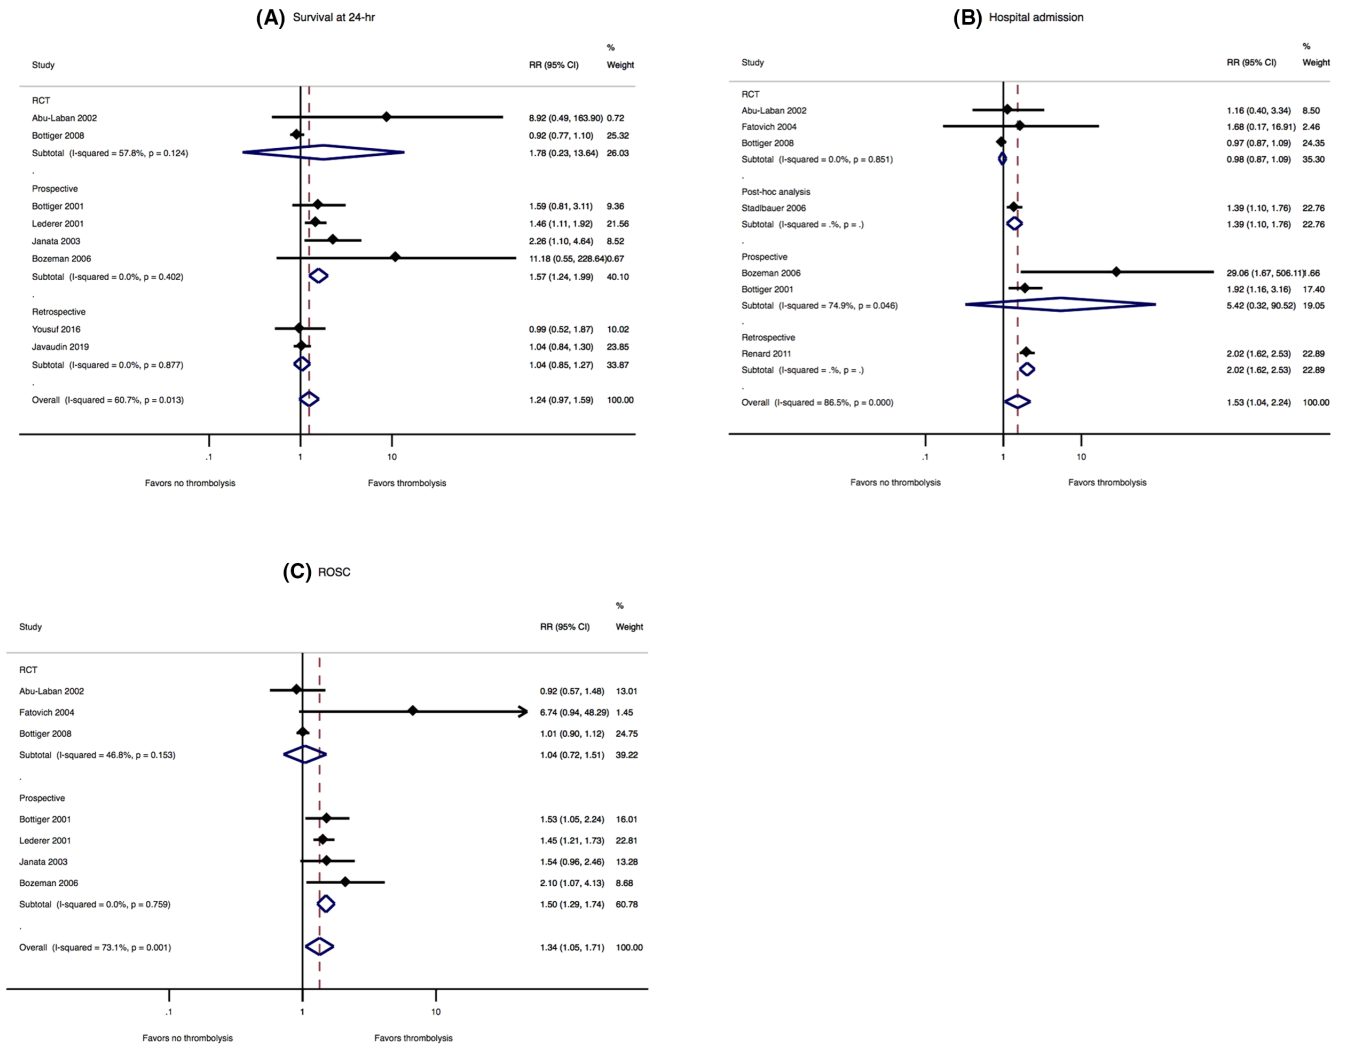 (A) Survival at 24-hr
%
Study RR (95% CI) Weight
RCT
Abu-Laban 2002 8.92 (0.49, 163.90) 0.72
Bottiger 2008 0.92 (0.77, 1.10) 25.32
Subtotal (I-squared = 57.8%, p = 0.124) 1.78 (0.23, 13.64) 26.03
.
Prospective
Bottiger 2001 1.59 (0.81, 3.11) 9.36
Lederer 2001 1.46 (1.11, 1.92) 21.56
Janata 2003 2.26 (1.10, 4.64) 8.52
Bozeman 2006 11.18 (0.55, 228.64) 0.67
Subtotal (I-squared = 0.0%, p = 0.402) 1.57 (1.24, 1.99) 40.10
.
Retrospective
Yousuf 2016 0.99 (0.52, 1.87) 10.02
Javaudin 2019 1.04 (0.84, 1.30) 23.85
Subtotal (I-squared = 0.0%, p = 0.877) 1.04 (0.85, 1.27) 33.87
.
Overall (I-squared = 60.7%, p = 0.013) 1.24 (0.97, 1.59) 100.00
.1 1 10
Favors no thrombolysis Favors thrombolysis
(B) Hospital admission
%
Study RR (95% CI) Weight
RCT
Abu-Laban 2002 1.16 (0.40, 3.34) 8.50
Fatovich 2004 1.68 (0.17, 16.91) 2.46
Bottiger 2008 0.97 (0.87, 1.09) 24.35
Subtotal (I-squared = 0.0%, p = 0.851) 0.98 (0.87, 1.09) 35.30
.
Post-hoc analysis
Stadlbauer 2006 1.39 (1.10, 1.76) 22.76
Subtotal (I-squared = .%, p = .) 1.39 (1.10, 1.76) 22.76
.
Prospective
Bozeman 2006 29.06 (1.67, 506.11) 1.66
Bottiger 2001 1.92 (1.16, 3.16) 17.40
Subtotal (I-squared = 74.9%, p = 0.046) 5.42 (0.32, 90.52) 19.05
.
Retrospective
Renard 2011 2.02 (1.62, 2.53) 22.89
Subtotal (I-squared = .%, p = .) 2.02 (1.62, 2.53) 22.89
.
Overall (I-squared = 86.5%, p = 0.000) 1.53 (1.04, 2.24) 100.00
.1 1 10
Favors no thrombolysis Favors thrombolysis
(C) ROSC
%
Study RR (95% CI) Weight
RCT
Abu-Laban 2002 0.92 (0.57, 1.48) 13.01
Fatovich 2004 6.74 (0.94, 48.29) 1.45
Bottiger 2008 1.01 (0.90, 1.12) 24.75
Subtotal (I-squared = 46.8%, p = 0.153) 1.04 (0.72, 1.51) 39.22
.
Prospective
Bottiger 2001 1.53 (1.05, 2.24) 16.01
Lederer 2001 1.45 (1.21, 1.73) 22.81
Janata 2003 1.54 (0.96, 2.46) 13.28
Bozeman 2006 2.10 (1.07, 4.13) 8.68
Subtotal (I-squared = 0.0%, p = 0.759) 1.50 (1.29, 1.74) 60.78
.
Overall (I-squared = 73.1%, p = 0.001) 1.34 (1.05, 1.71) 100.00
.1 1 10
Favors no thrombolysis Favors thrombolysis